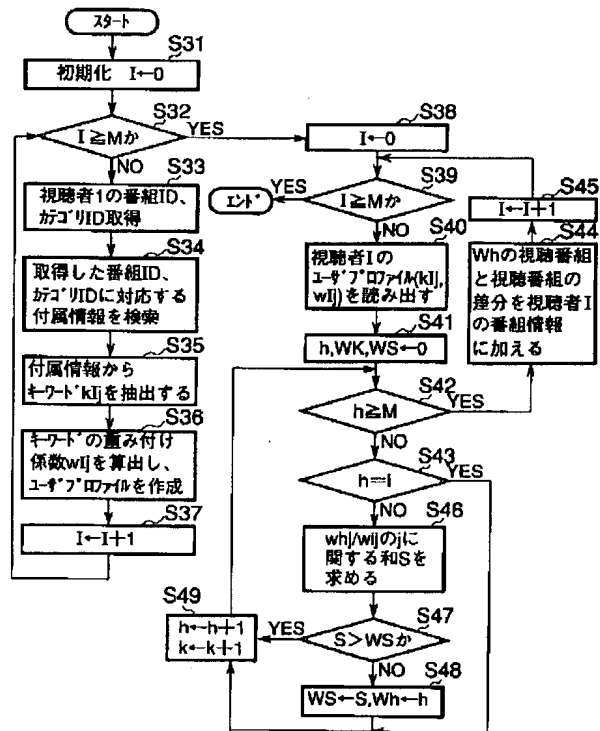 スタート
S31
初期化 I←0
S32
I≧Mか
YES
NO
S33
視聴者1の番組ID、
カテゴリID取得
S34
取得した番組ID、
カテゴリIDに対応する
付属情報を検索
S35
付属情報から
キーワードkIjを抽出する
S36
キーワードの重み付け
係数wIjを算出し、
ユーザプロファイルを作成
S37
I←I+1
S38
I←0
S39
I≧Mか
YES
エンド
NO
S40
視聴者Iの
ユーザプロファイル(kIj,
wIj)を読み出す
S41
h,WK,WS←0
S42
h≧M
YES
NO
S43
h=I
YES
NO
S44
Whの視聴番組
と視聴番組の
差分を視聴者I
の番組情報
に加える
S45
I←I+1
S46
whj/wijのjに
関する和Sを
求める
S47
S>WSか
YES
NO
S48
WS←S,Wh←h
S49
h←h+1
k←k+1